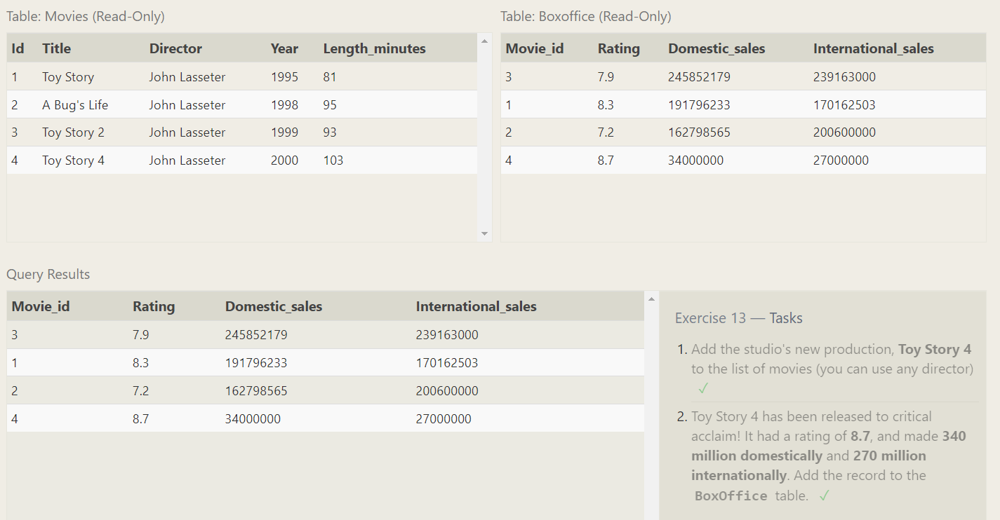 Table: Movies (Read-Only)
Id Title Director Year Length_minutes
1 Toy Story John Lasseter 1995 81
2 A Bug's Life John Lasseter 1998 95
3 Toy Story 2 John Lasseter 1999 93
4 Toy Story 4 John Lasseter 2000 103
Table: Boxoffice (Read-Only)
Movie_id Rating Domestic_sales International_sales
3 7.9 245852179 239163000
1 8.3 191796233 170162503
2 7.2 162798565 200600000
4 8.7 34000000 27000000
Query Results
Movie_id Rating Domestic_sales International_sales
3 7.9 245852179 239163000
1 8.3 191796233 170162503
2 7.2 162798565 200600000
4 8.7 34000000 27000000
Exercise 13 — Tasks
1. Add the studio's new production, Toy Story 4
to the list of movies (you can use any director)
✓
2. Toy Story 4 has been released to critical
acclaim! It had a rating of 8.7, and made 340
million domestically and 270 million
internationally. Add the record to the
BoxOffice table. ✓